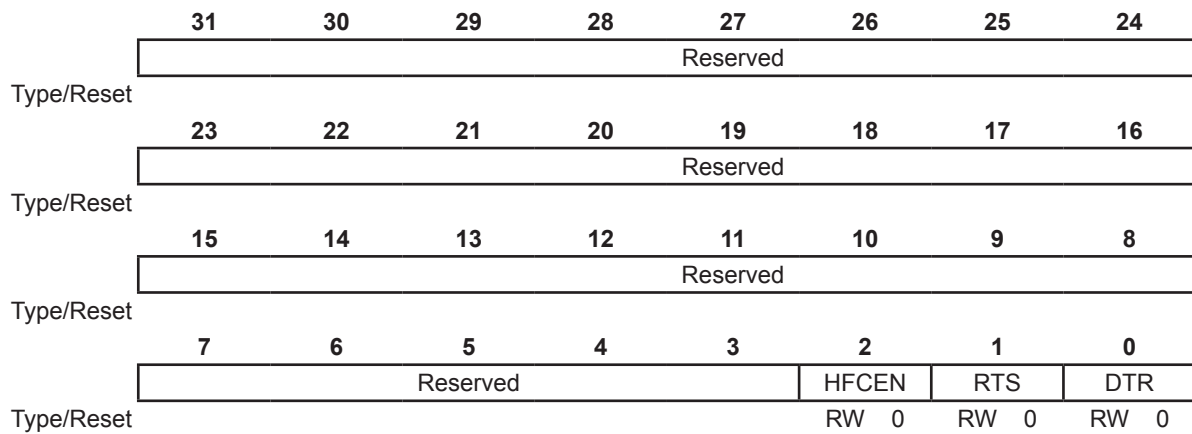 31 30 29 28 27 26 25 24
Reserved
Type/Reset
23 22 21 20 19 18 17 16
Reserved
Type/Reset
15 14 13 12 11 10 9 8
Reserved
Type/Reset
7 6 5 4 3 2 1 0
Reserved HFCEN RTS DTR
Type/Reset RW 0 RW 0 RW 0